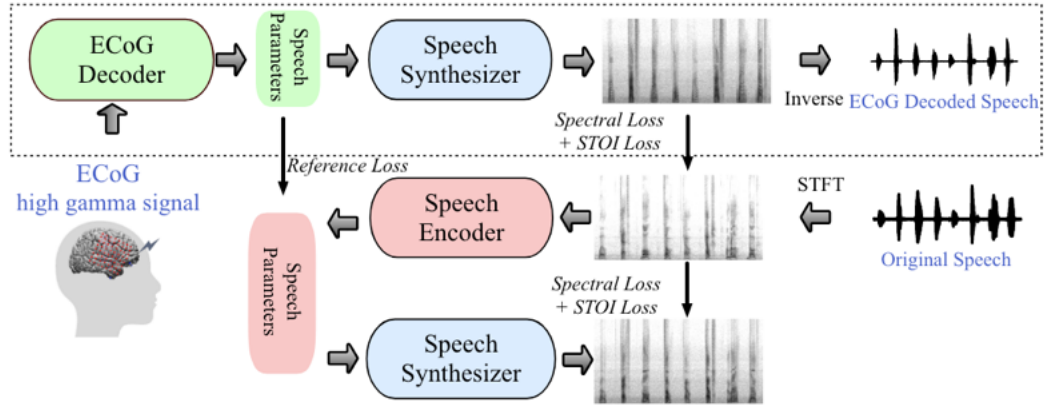 ECoG
Decoder
Speech
Parameters
Speech
Synthesizer
Inverse
ECoG Decoded Speech
Spectral Loss
+ STOI Loss
Reference Loss
ECoG
high gamma signal
Speech
Parameters
Speech
Encoder
STFT
Original Speech
Spectral Loss
+ STOI Loss
Speech
Synthesizer